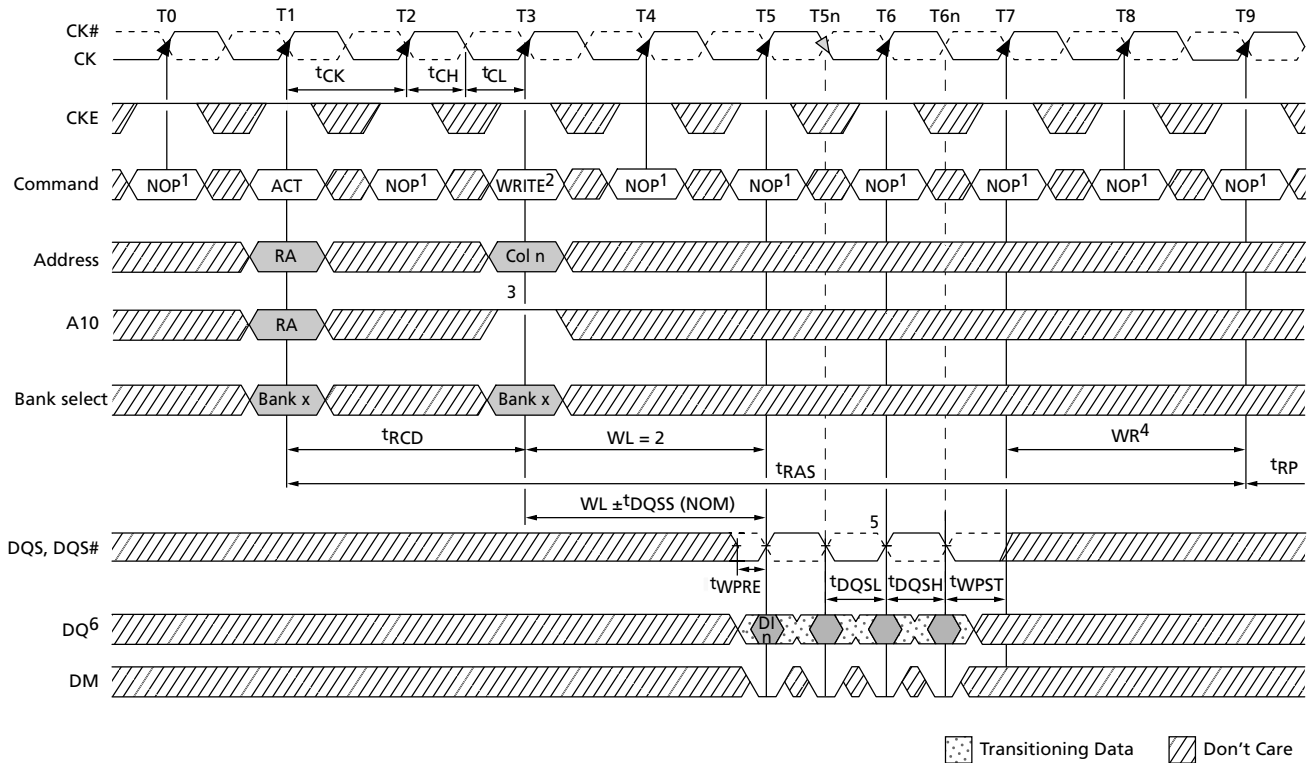 T0 T1 T2 T3 T4 T5 T5n T6 T6n T7 T8 T9
CK#
CK
tCK tCH tCL
CKE
Command NOP1 ACT NOP1 WRITE2 NOP1 NOP1 NOP1 NOP1 NOP1 NOP1
Address RA Col n
3
A10 RA
Bank select Bank x Bank x
tRCD WL = 2 WR4
tRAS tRP
WL ±tDQSS (NOM)
5
DQS, DQS#
tWPRE tDQSL tDQSH tWPST
DQ6 DI
n
DM
Transitioning Data Don't Care